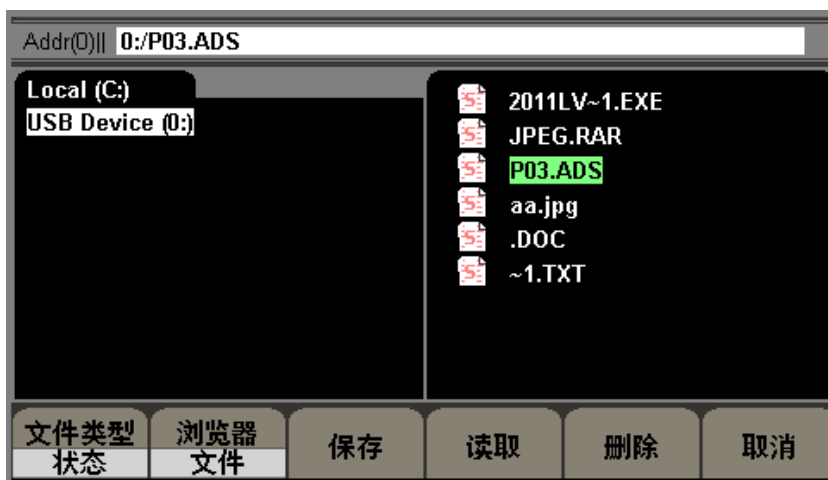 Addr(0)|| 0:/P03.ADS
Local (C:)
USB Device (0:)
2011LV~1.EXE
JPEG.RAR
P03.ADS
aa.jpg
.DOC
~1.TXT
文件类型 浏览器 保存 读取 删除 取消
状态 文件